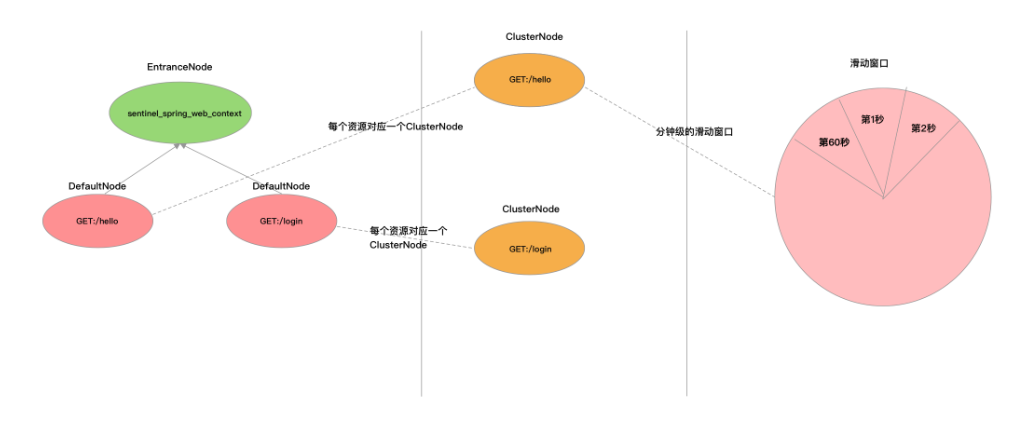 EntranceNode
sentinel_spring_web_context
DefaultNode
GET:/hello
DefaultNode
GET:/login
每个资源对应一个ClusterNode
每个资源对应一个
ClusterNode
ClusterNode
GET:/hello
ClusterNode
GET:/login
分钟级的滑动窗口
滑动窗口
第60秒
第1秒
第2秒